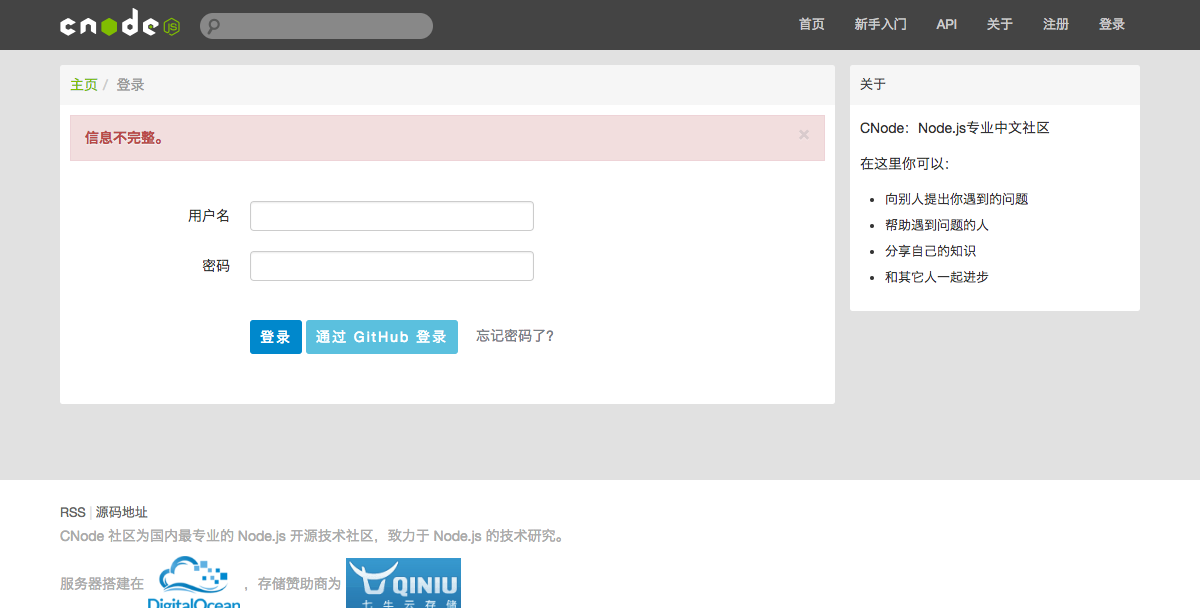 cnode JS
首页 新手入门 API 关于 注册 登录
主页 / 登录
信息不完整。 ×
用户名
密码
登录 通过 GitHub 登录 忘记密码了?
关于
CNode：Node.js专业中文社区
在这里你可以：
向别人提出你遇到的问题
帮助遇到问题的人
分享自己的知识
和其它人一起进步
RSS | 源码地址
CNode 社区为国内最专业的 Node.js 开源技术社区，致力于 Node.js 的技术研究。
服务器搭建在 DigitalOcean ，存储赞助商为 QINIU
七牛云存储